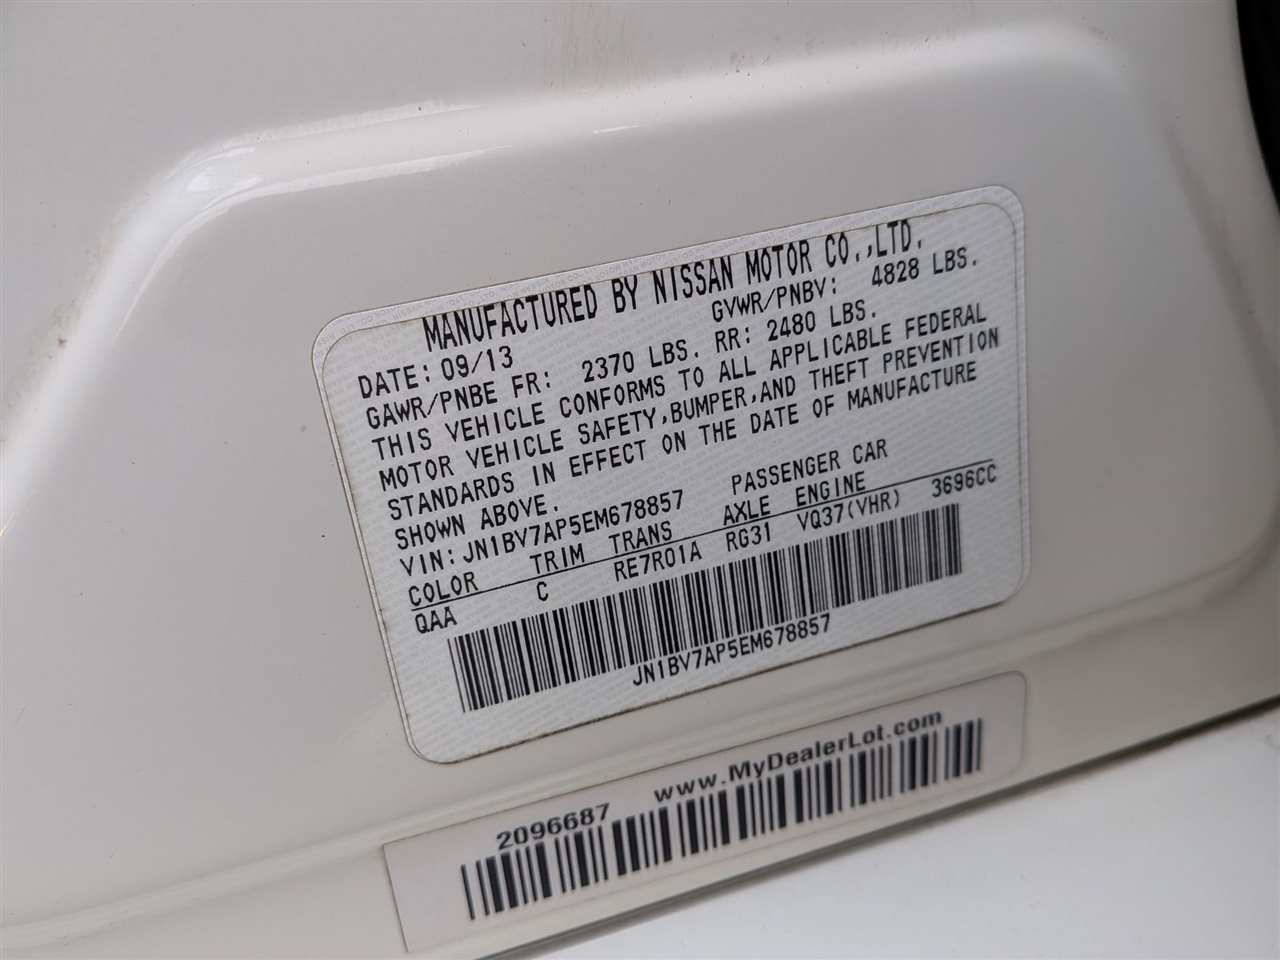 MANUFACTURED BY NISSAN MOTOR CO.,LTD.
DATE: 09/13 GVWR/PNBV: 4828 LBS.
GAWR/PNBE FR: 2370 LBS. RR: 2480 LBS.
THIS VEHICLE CONFORMS TO ALL APPLICABLE FEDERAL
MOTOR VEHICLE SAFETY,BUMPER,AND THEFT PREVENTION
STANDARDS IN EFFECT ON THE DATE OF MANUFACTURE
SHOWN ABOVE.
VIN: JN1BV7AP5EM678857 PASSENGER CAR
COLOR TRIM TRANS AXLE ENGINE
QAA C RE7R01A RG31 VQ37(VHR) 3696CC
JN1BV7AP5EM678857
2096687 www.MyDealerLot.com